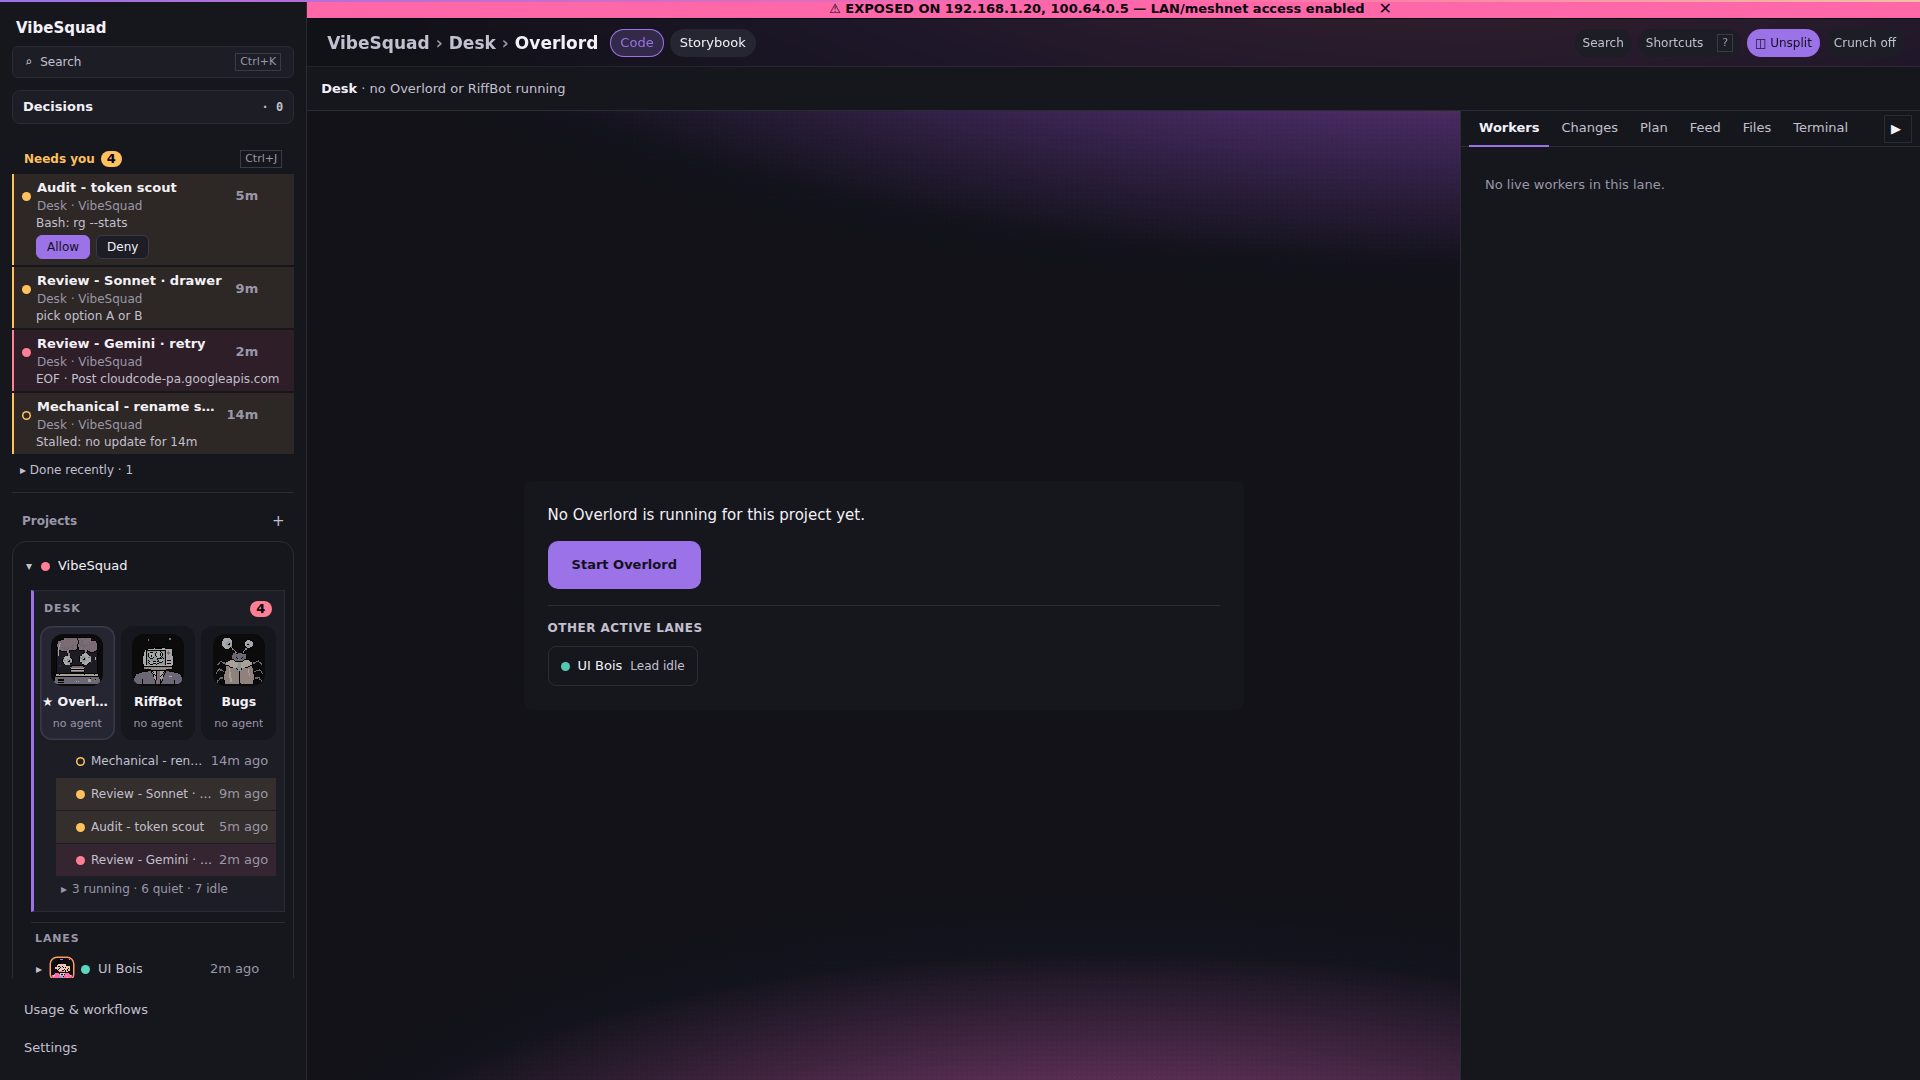 ⚠ EXPOSED ON 192.168.1.20, 100.64.0.5 — LAN/meshnet access enabled ✕
VibeSquad
Search Ctrl+K
Decisions · 0
Needs you 4 Ctrl+J
Audit - token scout 5m
Desk · VibeSquad
Bash: rg --stats
Allow Deny
Review - Sonnet · drawer 9m
Desk · VibeSquad
pick option A or B
Review - Gemini · retry 2m
Desk · VibeSquad
EOF · Post cloudcode-pa.googleapis.com
Mechanical - rename s… 14m
Desk · VibeSquad
Stalled: no update for 14m
▸ Done recently · 1
Projects +
▾ VibeSquad
DESK 4
★ Overl… RiffBot Bugs
no agent no agent no agent
Mechanical - ren… 14m ago
Review - Sonnet · … 9m ago
Audit - token scout 5m ago
Review - Gemini · … 2m ago
▸ 3 running · 6 quiet · 7 idle
LANES
▸ UI Bois 2m ago
Usage & workflows
Settings
VibeSquad › Desk › Overlord Code Storybook
Search Shortcuts ? ◫ Unsplit Crunch off
Desk · no Overlord or RiffBot running
No Overlord is running for this project yet.
Start Overlord
OTHER ACTIVE LANES
UI Bois Lead idle
Workers Changes Plan Feed Files Terminal ▶
No live workers in this lane.